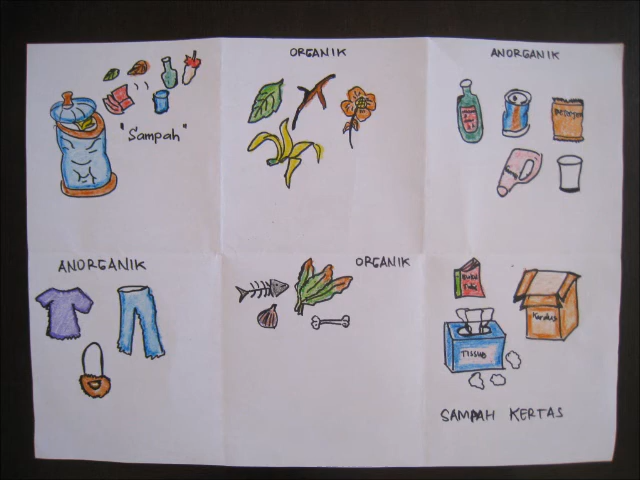 "Sampah"
ORGANIK
ANORGANIK
ANORGANIK
ORGANIK
Kardus
TISSUE
SAMPAH KERTAS